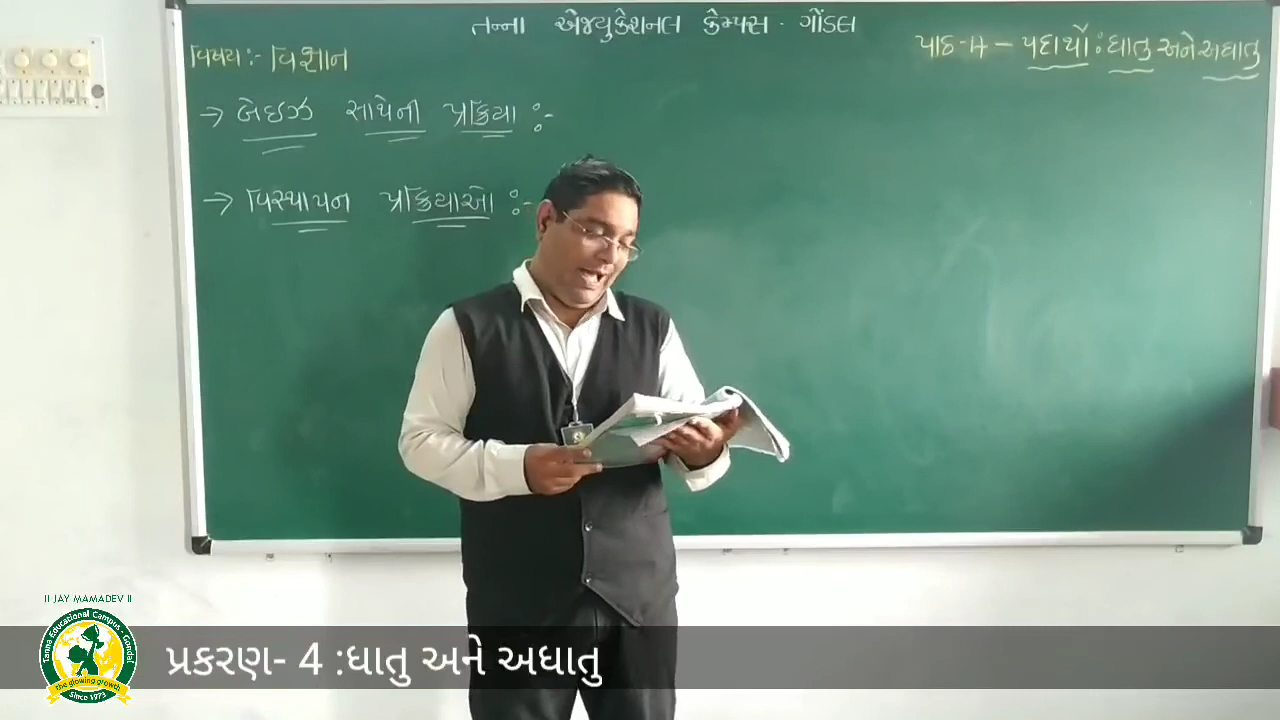 તન્ના એજ્યુકેશનલ કેમ્પસ - ગોંડલ
વિષય:- વિજ્ઞાન
પાઠ-4 – પદાર્થો : ધાતુ અને અધાતુ
→ બેઇઝ સાથેની પ્રક્રિયા :-
→ વિસ્થાપન પ્રક્રિયાઓ :-
II JAY MAMADEV II
Tanna Educational Campus - Gondal
the glowing growth
Since 1973
પ્રકરણ- 4 :ધાતુ અને અધાતુ